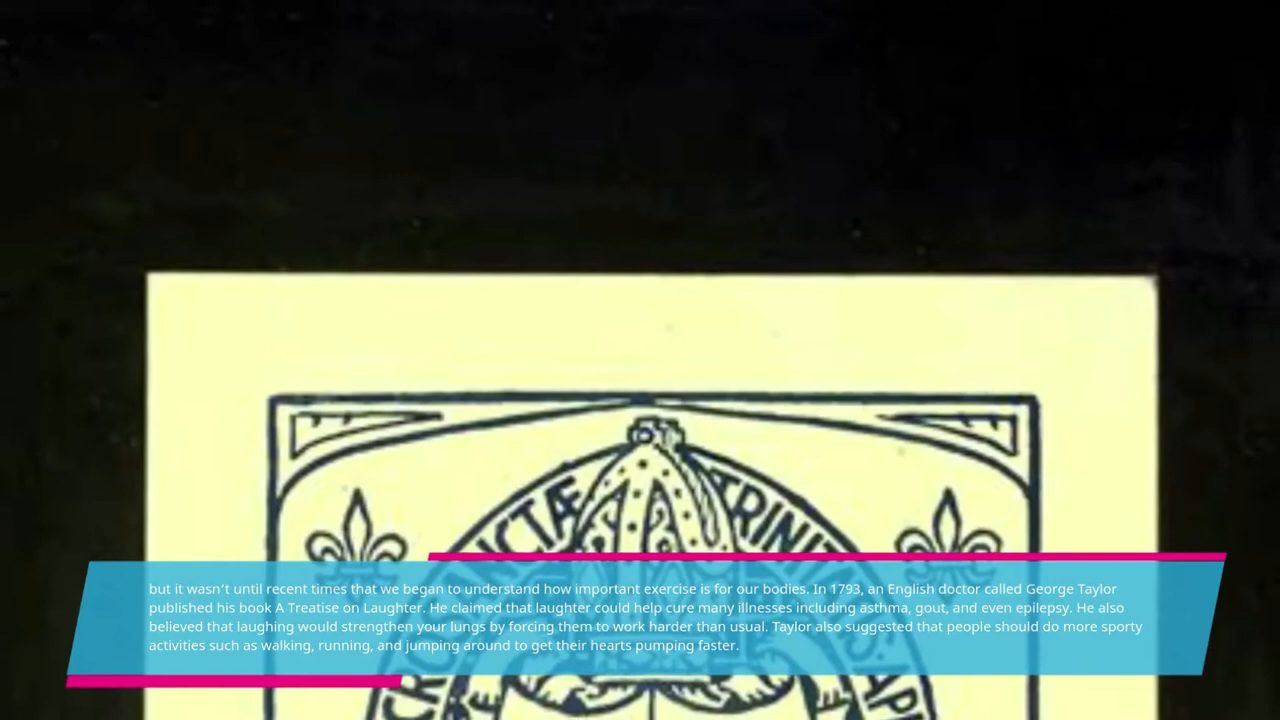 CTÆ TRINI
but it wasn't until recent times that we began to understand how important exercise is for our bodies. In 1793, an English doctor called George Taylor
published his book A Treatise on Laughter. He claimed that laughter could help cure many illnesses including asthma, gout, and even epilepsy. He also
believed that laughing would strengthen your lungs by forcing them to work harder than usual. Taylor also suggested that people should do more sporty
activities such as walking, running, and jumping around to get their hearts pumping faster.